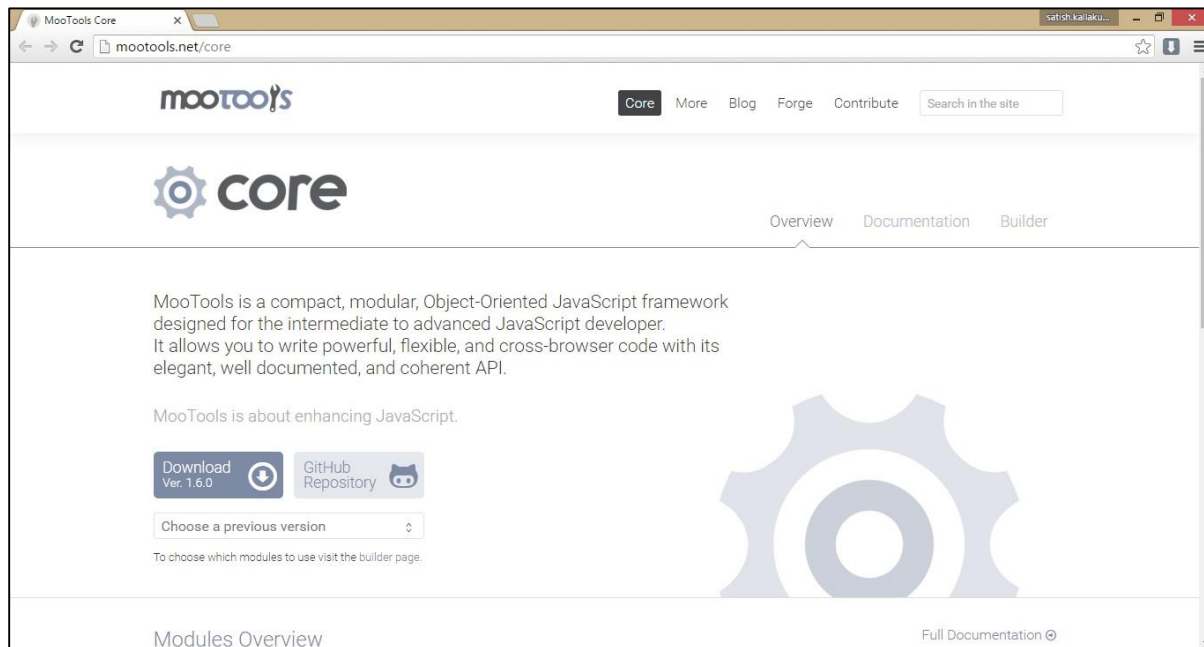 MooTools Core
satish.kallaku...
mootools.net/core
mootools
Core More Blog Forge Contribute Search in the site
core
Overview Documentation Builder
MooTools is a compact, modular, Object-Oriented JavaScript framework
designed for the intermediate to advanced JavaScript developer.
It allows you to write powerful, flexible, and cross-browser code with its
elegant, well documented, and coherent API.
MooTools is about enhancing JavaScript.
Download
Ver. 1.6.0
GitHub
Repository
Choose a previous version
To choose which modules to use visit the builder page.
Modules Overview
Full Documentation